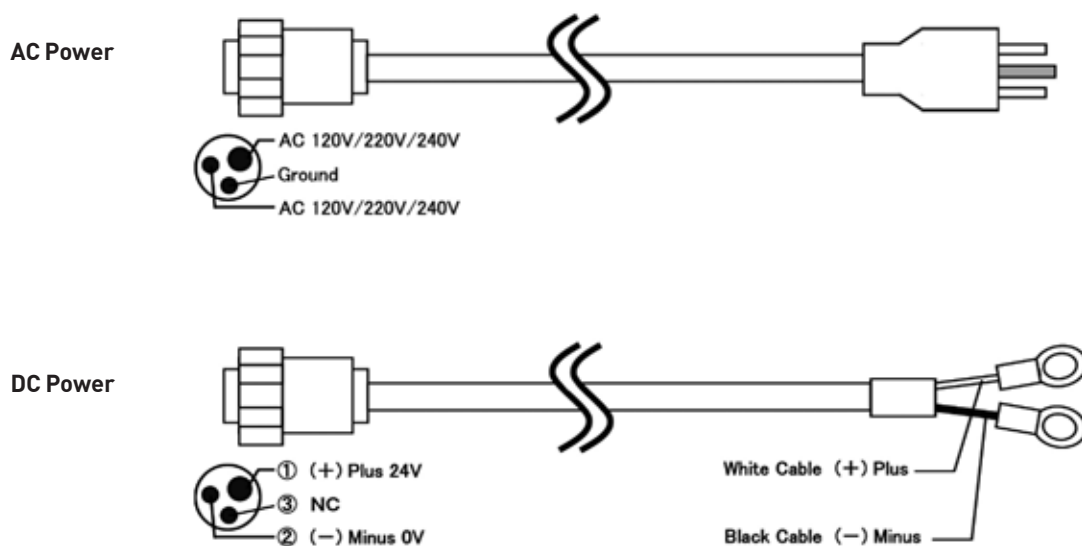 AC Power
AC 120V/220V/240V
Ground
AC 120V/220V/240V
DC Power
① (+) Plus 24V
③ NC
② (−) Minus 0V
White Cable (+) Plus
Black Cable (−) Minus